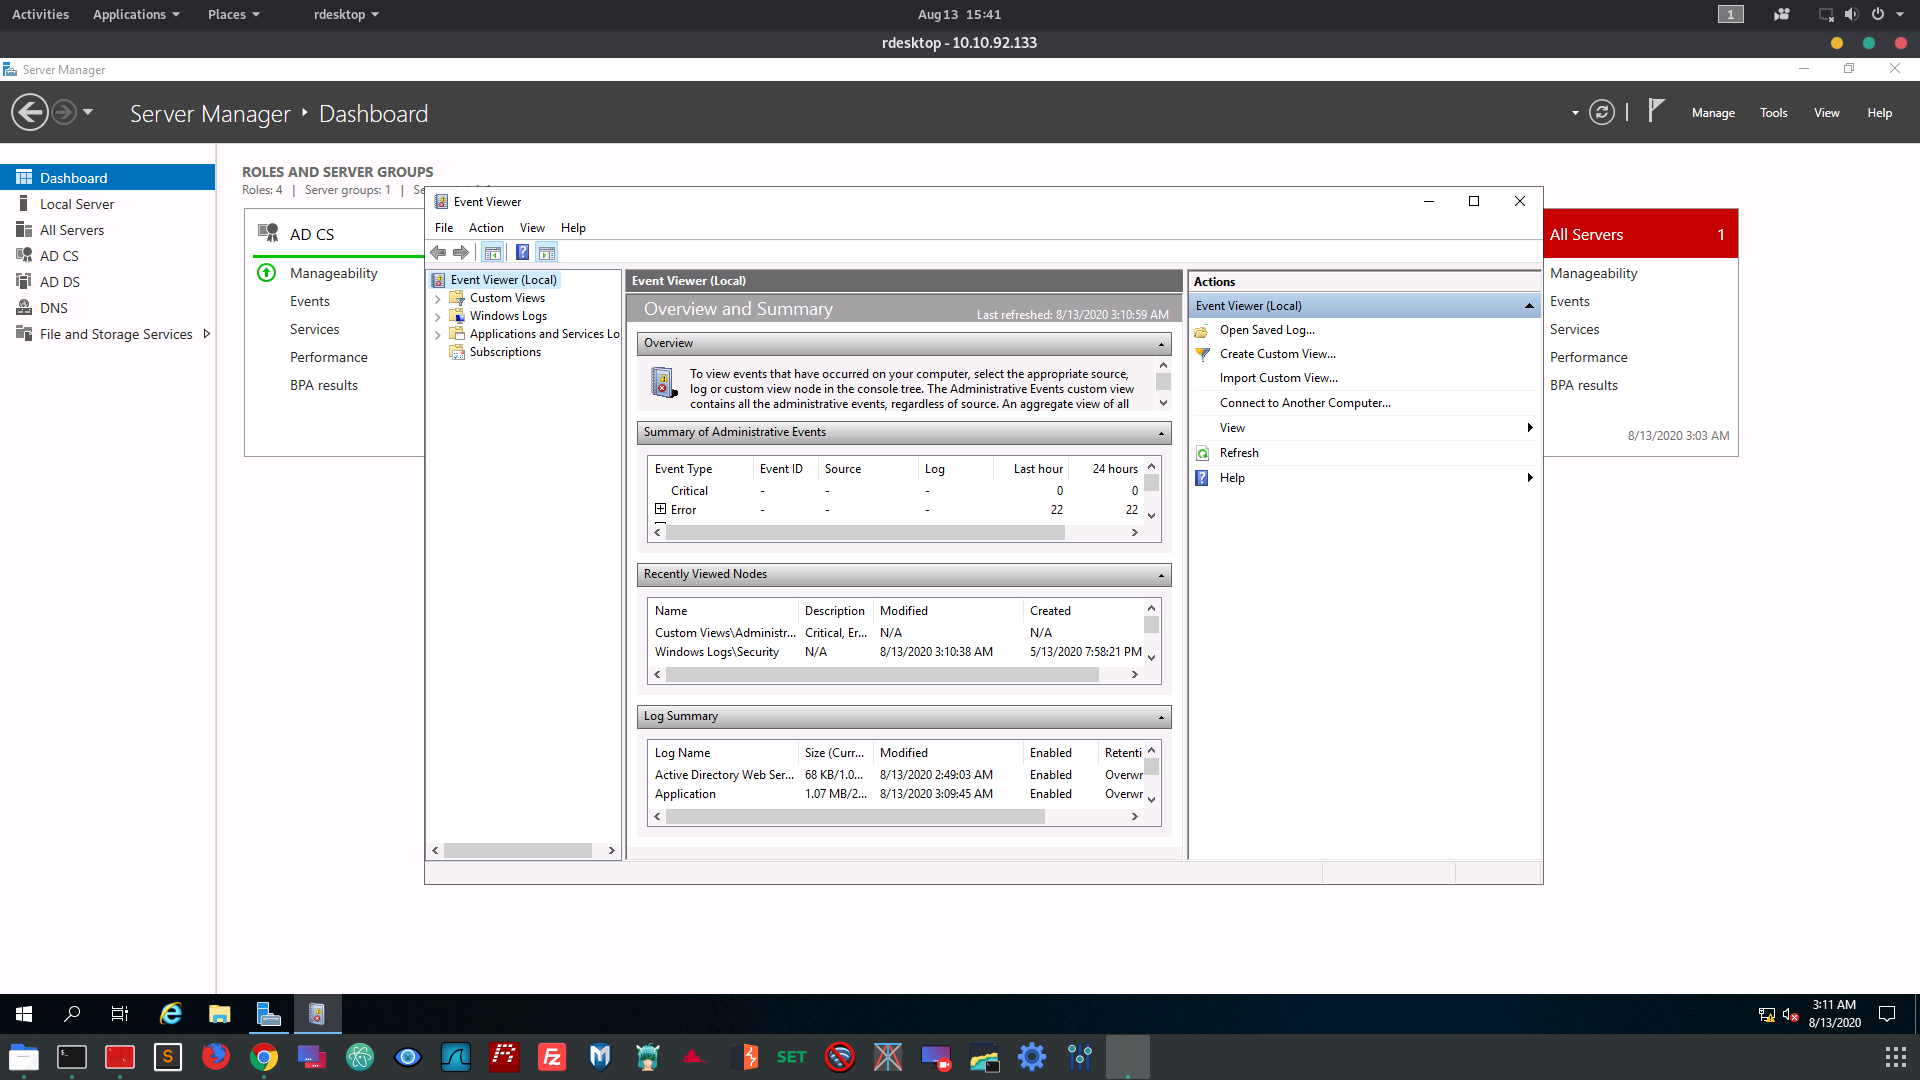 Activities Applications Places rdesktop Aug 13 15:41 1
rdesktop - 10.10.92.133
Server Manager
Server Manager Dashboard Manage Tools View Help
Dashboard
Local Server
All Servers
AD CS
AD DS
DNS
File and Storage Services
ROLES AND SERVER GROUPS
Roles: 4 | Server groups: 1 | Se
AD CS
Manageability
Events
Services
Performance
BPA results
Event Viewer
File Action View Help
Event Viewer (Local)
Custom Views
Windows Logs
Applications and Services Lo
Subscriptions
Event Viewer (Local)
Overview and Summary Last refreshed: 8/13/2020 3:10:59 AM
Overview
To view events that have occurred on your computer, select the appropriate source,
log or custom view node in the console tree. The Administrative Events custom view
contains all the administrative events, regardless of source. An aggregate view of all
Summary of Administrative Events
Event Type Event ID Source Log Last hour 24 hours
Critical - - - 0 0
Error - - - 22 22
Recently Viewed Nodes
Name Description Modified Created
Custom Views\Administr... Critical, Er... N/A N/A
Windows Logs\Security N/A 8/13/2020 3:10:38 AM 5/13/2020 7:58:21 PM
Log Summary
Log Name Size (Curr... Modified Enabled Retenti
Active Directory Web Ser... 68 KB/1.0... 8/13/2020 2:49:03 AM Enabled Overwr
Application 1.07 MB/2... 8/13/2020 3:09:45 AM Enabled Overwr
Actions
Event Viewer (Local)
Open Saved Log...
Create Custom View...
Import Custom View...
Connect to Another Computer...
View
Refresh
Help
All Servers 1
Manageability
Events
Services
Performance
BPA results
8/13/2020 3:03 AM
3:11 AM
8/13/2020
SET